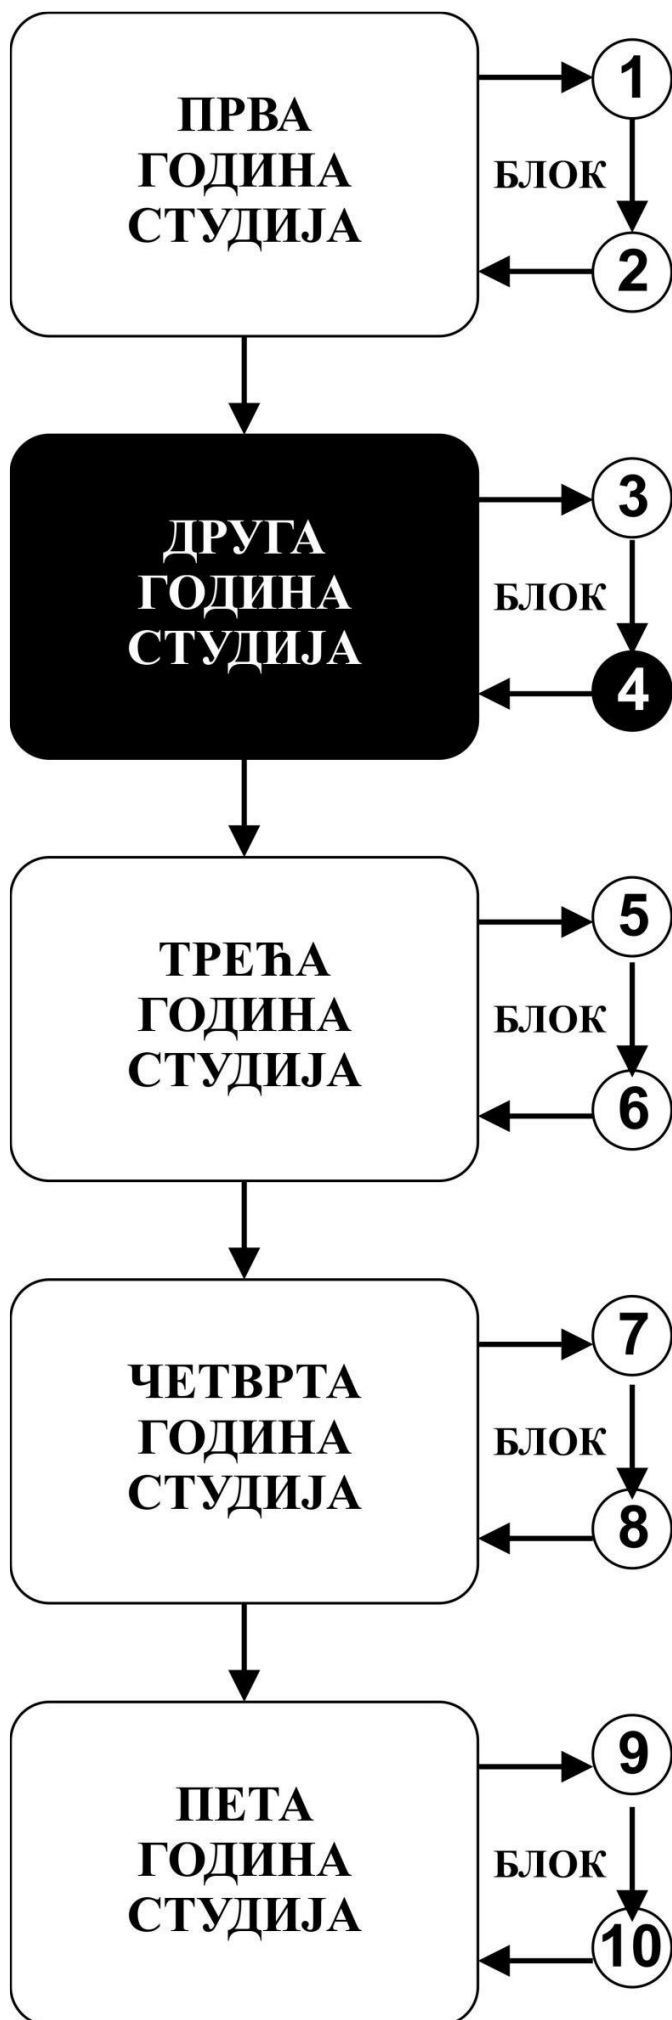 ПРВА
ГОДИНА
СТУДИЈА
1
БЛОК
2
ДРУГА
ГОДИНА
СТУДИЈА
3
БЛОК
4
ТРЕЋА
ГОДИНА
СТУДИЈА
5
БЛОК
6
ЧЕТВРТА
ГОДИНА
СТУДИЈА
7
БЛОК
8
ПЕТА
ГОДИНА
СТУДИЈА
9
БЛОК
10